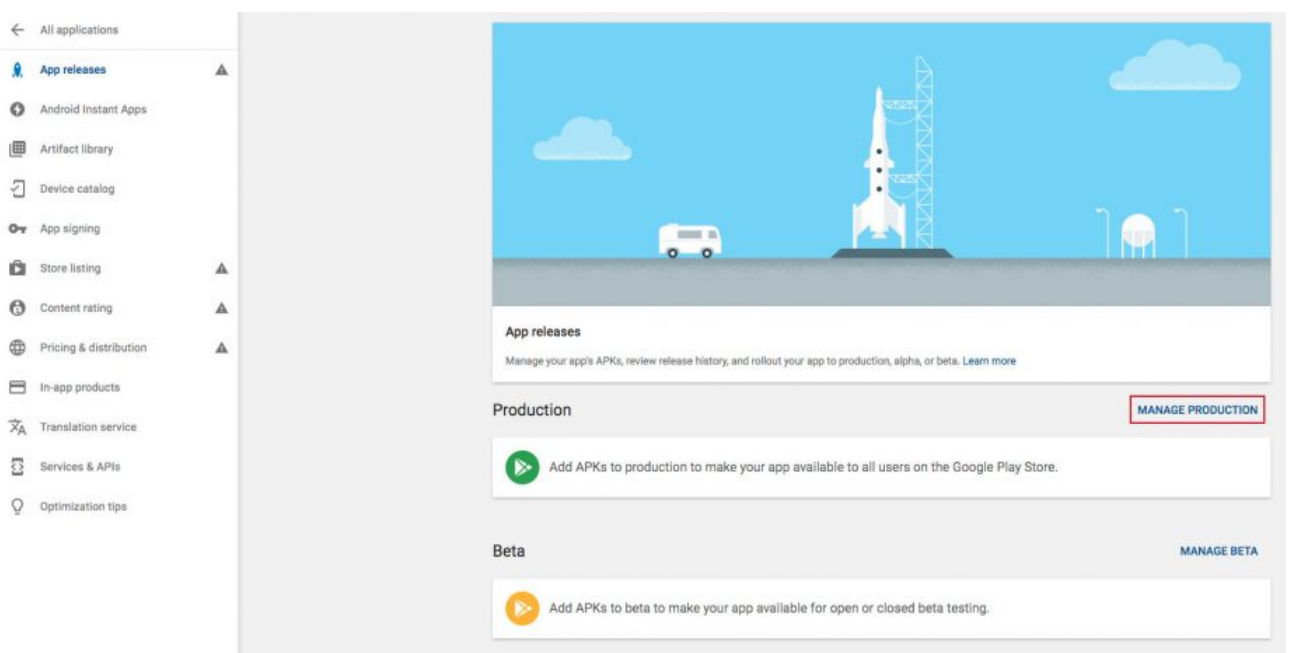 All applications
App releases
Android Instant Apps
Artifact library
Device catalog
App signing
Store listing
Content rating
Pricing & distribution
In-app products
Translation service
Services & APIs
Optimization tips
App releases
Manage your app's APKs, review release history, and rollout your app to production, alpha, or beta. Learn more
Production
MANAGE PRODUCTION
Add APKs to production to make your app available to all users on the Google Play Store.
Beta
MANAGE BETA
Add APKs to beta to make your app available for open or closed beta testing.